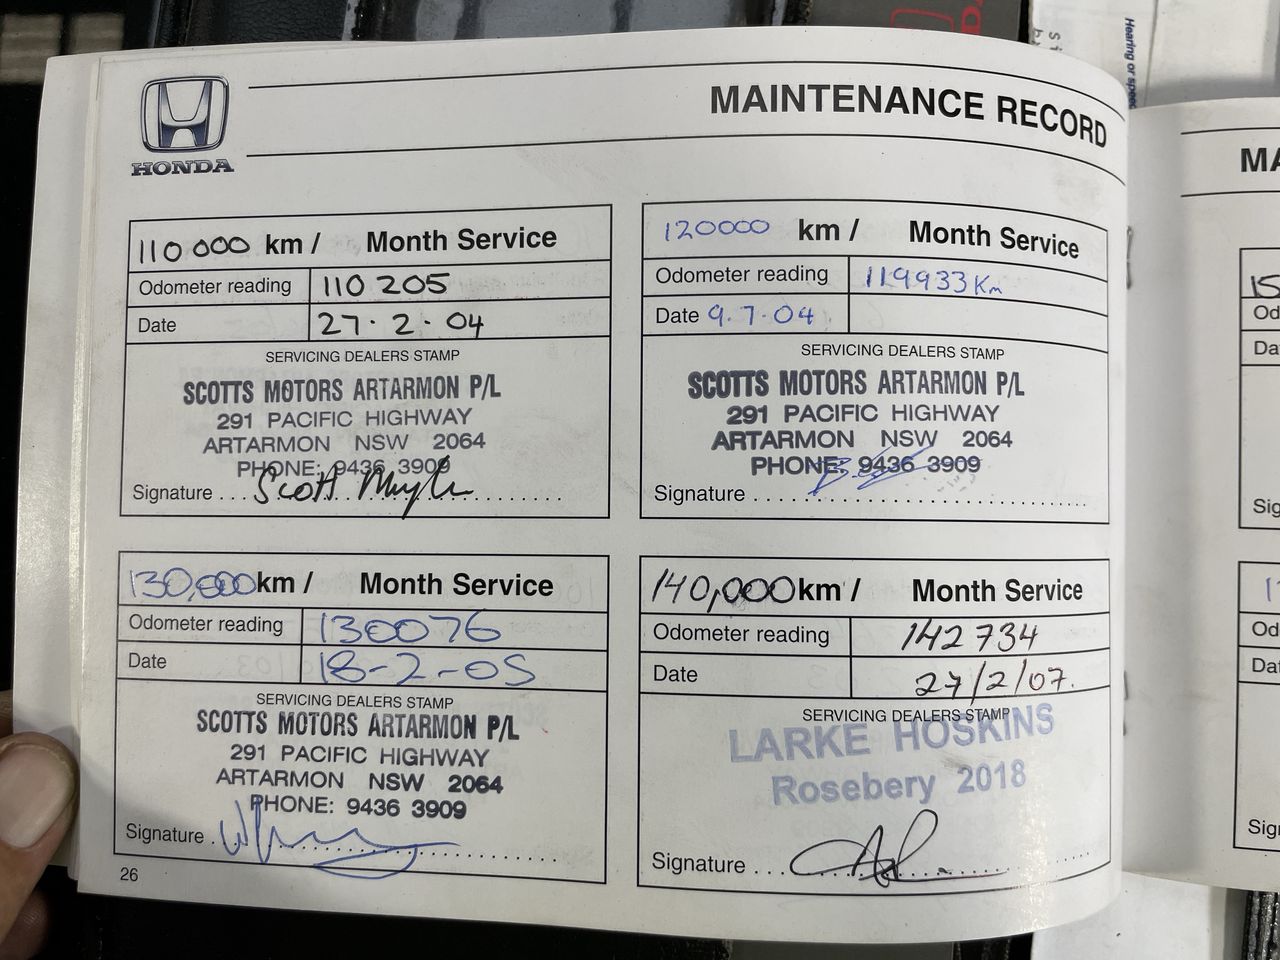 HONDA
MAINTENANCE RECORD
110 000 km / Month Service
Odometer reading 110 205
Date 27·2·04
SERVICING DEALERS STAMP
SCOTTS MOTORS ARTARMON P/L
291 PACIFIC HIGHWAY
ARTARMON NSW 2064
PHONE: 9436 3909
Signature
120000 km / Month Service
Odometer reading 119933 Km
Date 9.7.04
SERVICING DEALERS STAMP
SCOTTS MOTORS ARTARMON P/L
291 PACIFIC HIGHWAY
ARTARMON NSW 2064
PHONE: 9436 3909
Signature
130,000 km / Month Service
Odometer reading 130076
Date 18-2-05
SERVICING DEALERS STAMP
SCOTTS MOTORS ARTARMON P/L
291 PACIFIC HIGHWAY
ARTARMON NSW 2064
PHONE: 9436 3909
Signature
140,000 km / Month Service
Odometer reading 142734
Date 27/2/07.
SERVICING DEALERS STAMP
LARKE HOSKINS
Rosebery 2018
Signature
26
Hearing or